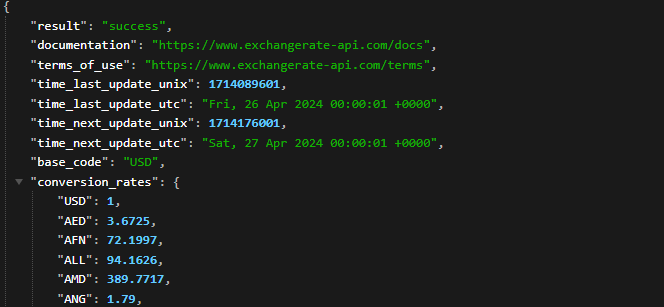 {
"result": "success",
"documentation": "https://www.exchangerate-api.com/docs",
"terms_of_use": "https://www.exchangerate-api.com/terms",
"time_last_update_unix": 1714089601,
"time_last_update_utc": "Fri, 26 Apr 2024 00:00:01 +0000",
"time_next_update_unix": 1714176001,
"time_next_update_utc": "Sat, 27 Apr 2024 00:00:01 +0000",
"base_code": "USD",
"conversion_rates": {
"USD": 1,
"AED": 3.6725,
"AFN": 72.1997,
"ALL": 94.1626,
"AMD": 389.7717,
"ANG": 1.79,